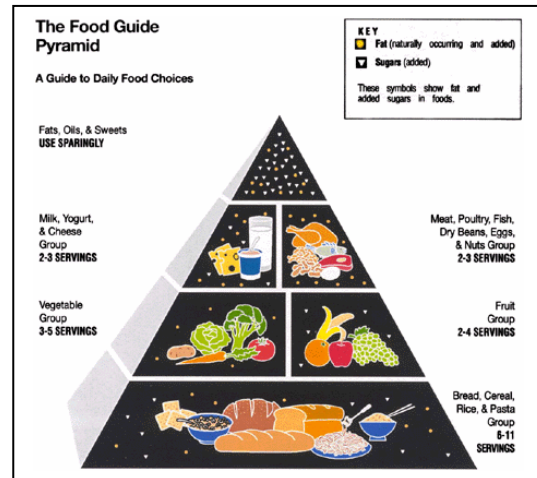 The Food Guide
Pyramid
A Guide to Daily Food Choices
KEY
Fat (naturally occurring and added)
Sugars (added)
These symbols show fat and
added sugars in foods.
Fats, Oils, & Sweets
USE SPARINGLY
Milk, Yogurt,
& Cheese
Group
2-3 SERVINGS
Meat, Poultry, Fish,
Dry Beans, Eggs,
& Nuts Group
2-3 SERVINGS
Vegetable
Group
3-5 SERVINGS
Fruit
Group
2-4 SERVINGS
Bread, Cereal,
Rice, & Pasta
Group
6-11
SERVINGS